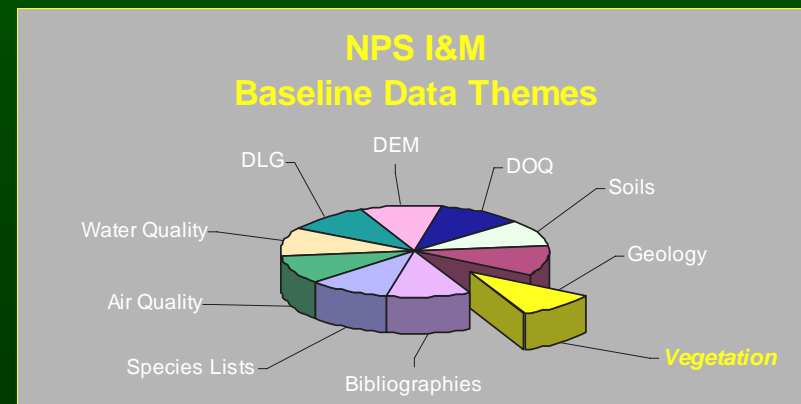 NPS I&M
Baseline Data Themes
DEM
DLG
DOQ
Soils
Water Quality
Geology
Air Quality
Vegetation
Species Lists
Bibliographies